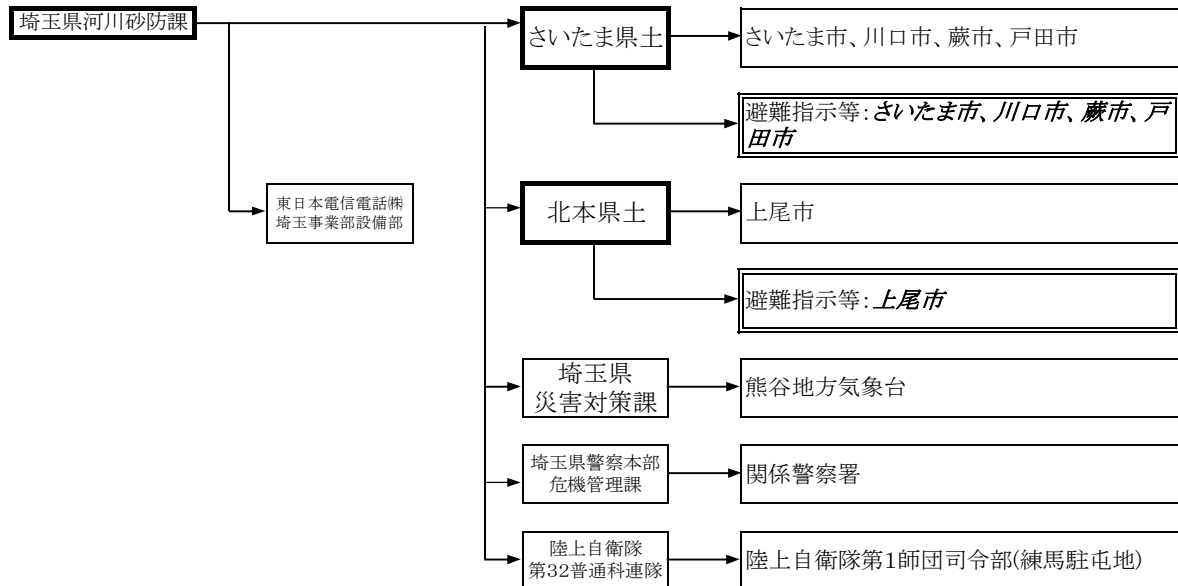 埼玉県河川砂防課
さいたま県土
さいたま市、川口市、蕨市、戸田市
避難指示等:さいたま市、川口市、蕨市、戸
田市
東日本電信電話㈱
埼玉事業部設備部
北本県土
上尾市
避難指示等:上尾市
埼玉県
災害対策課
熊谷地方気象台
埼玉県警察本部
危機管理課
関係警察署
陸上自衛隊
第32普通科連隊
陸上自衛隊第1師団司令部(練馬駐屯地)